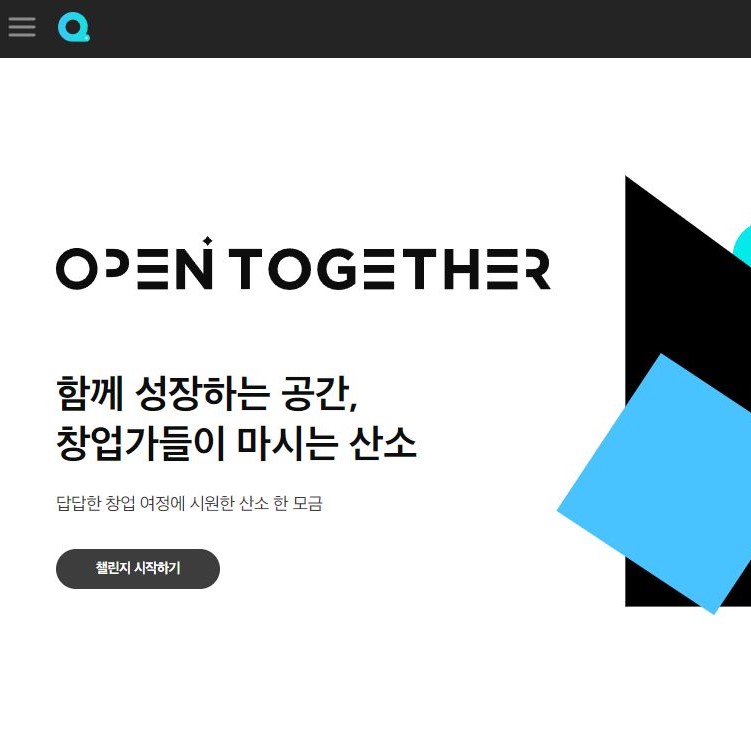 OPEN TOGETHER
함께 성장하는 공간,
창업가들이 마시는 산소
답답한 창업 여정에 시원한 산소 한 모금
챌린지 시작하기